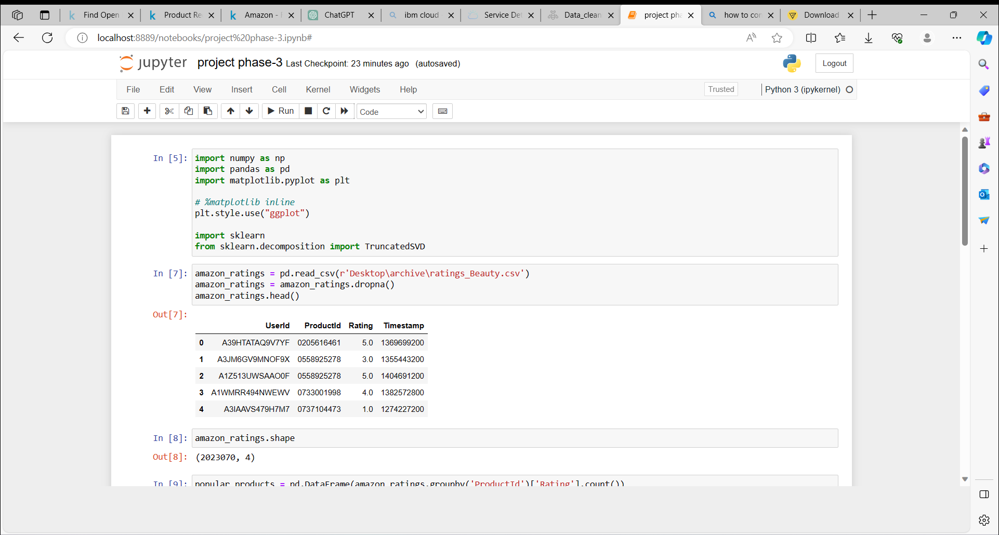 Find Open
Product Re
Amazon -
ChatGPT
ibm cloud
Service Det
Data_clean
project pha
how to con
Download
localhost:8889/notebooks/project%20phase-3.ipynb#
jupyter project phase-3 Last Checkpoint: 23 minutes ago (autosaved)
Logout
File Edit View Insert Cell Kernel Widgets Help
Trusted
Python 3 (ipykernel)
Run
Code
In [5]: import numpy as np
import pandas as pd
import matplotlib.pyplot as plt
# %matplotlib inline
plt.style.use("ggplot")
import sklearn
from sklearn.decomposition import TruncatedSVD
In [7]: amazon_ratings = pd.read_csv(r'Desktop\archive\ratings_Beauty.csv')
amazon_ratings = amazon_ratings.dropna()
amazon_ratings.head()
Out[7]:
UserId ProductId Rating Timestamp
0 A39HTATAQ9V7YF 0205616461 5.0 1369699200
1 A3JM6GV9MNOF9X 0558925278 3.0 1355443200
2 A1Z513UWSAAO0F 0558925278 5.0 1404691200
3 A1WMRR494NWEWV 0733001998 4.0 1382572800
4 A3IAAVS479H7M7 0737104473 1.0 1274227200
In [8]: amazon_ratings.shape
Out[8]: (2023070, 4)
In [9]: popular_products = pd.DataFrame(amazon_ratings.groupby('ProductId')['Rating'].count())